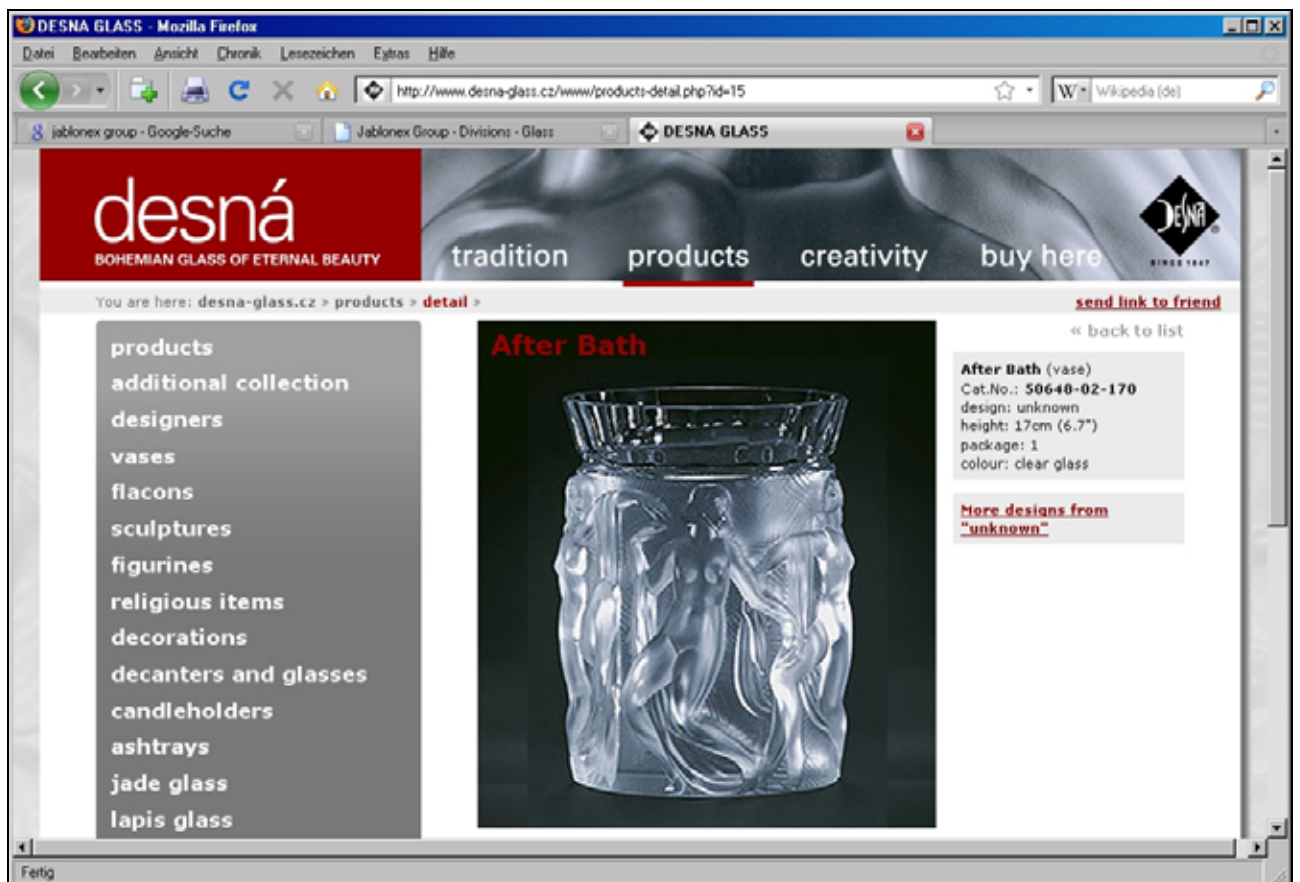 DESNA GLASS - Mozilla Firefox
Datei Bearbeiten Ansicht Chronik Lesezeichen Extras Hilfe
http://www.desna-glass.cz/www/products-detail.php?id=15
W Wikipedia (de)
jablonex group - Google-Suche
Jablonex Group - Divisions - Glass
DESNA GLASS
desná
BOHEMIAN GLASS OF ETERNAL BEAUTY
tradition products creativity buy here
DESNÁ
SINCE 1847
You are here: desna-glass.cz > products > detail >
send link to friend
« back to list
products
additional collection
designers
vases
flacons
sculptures
figurines
religious items
decorations
decanters and glasses
candleholders
ashtrays
jade glass
lapis glass
After Bath
After Bath (vase)
Cat.No.: 50648-02-170
design: unknown
height: 17cm (6.7")
package: 1
colour: clear glass
More designs from
"unknown"
Fertig